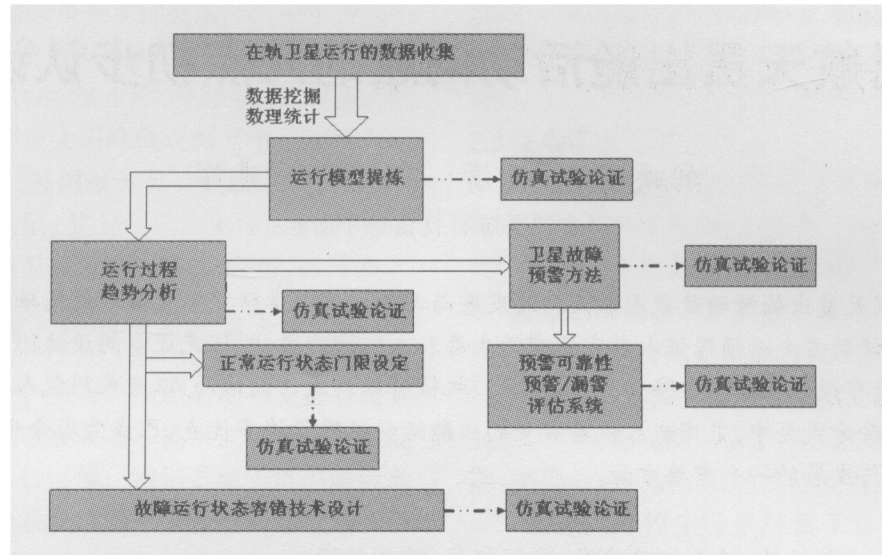 在轨卫星运行的数据收集
数据挖掘
数理统计
运行模型提炼
仿真试验论证
运行过程
趋势分析
卫星故障
预警方法
仿真试验论证
仿真试验论证
正常运行状态门限设定
预警可靠性
预警/漏警
评估系统
仿真试验论证
仿真试验论证
故障运行状态容错技术设计
仿真试验论证